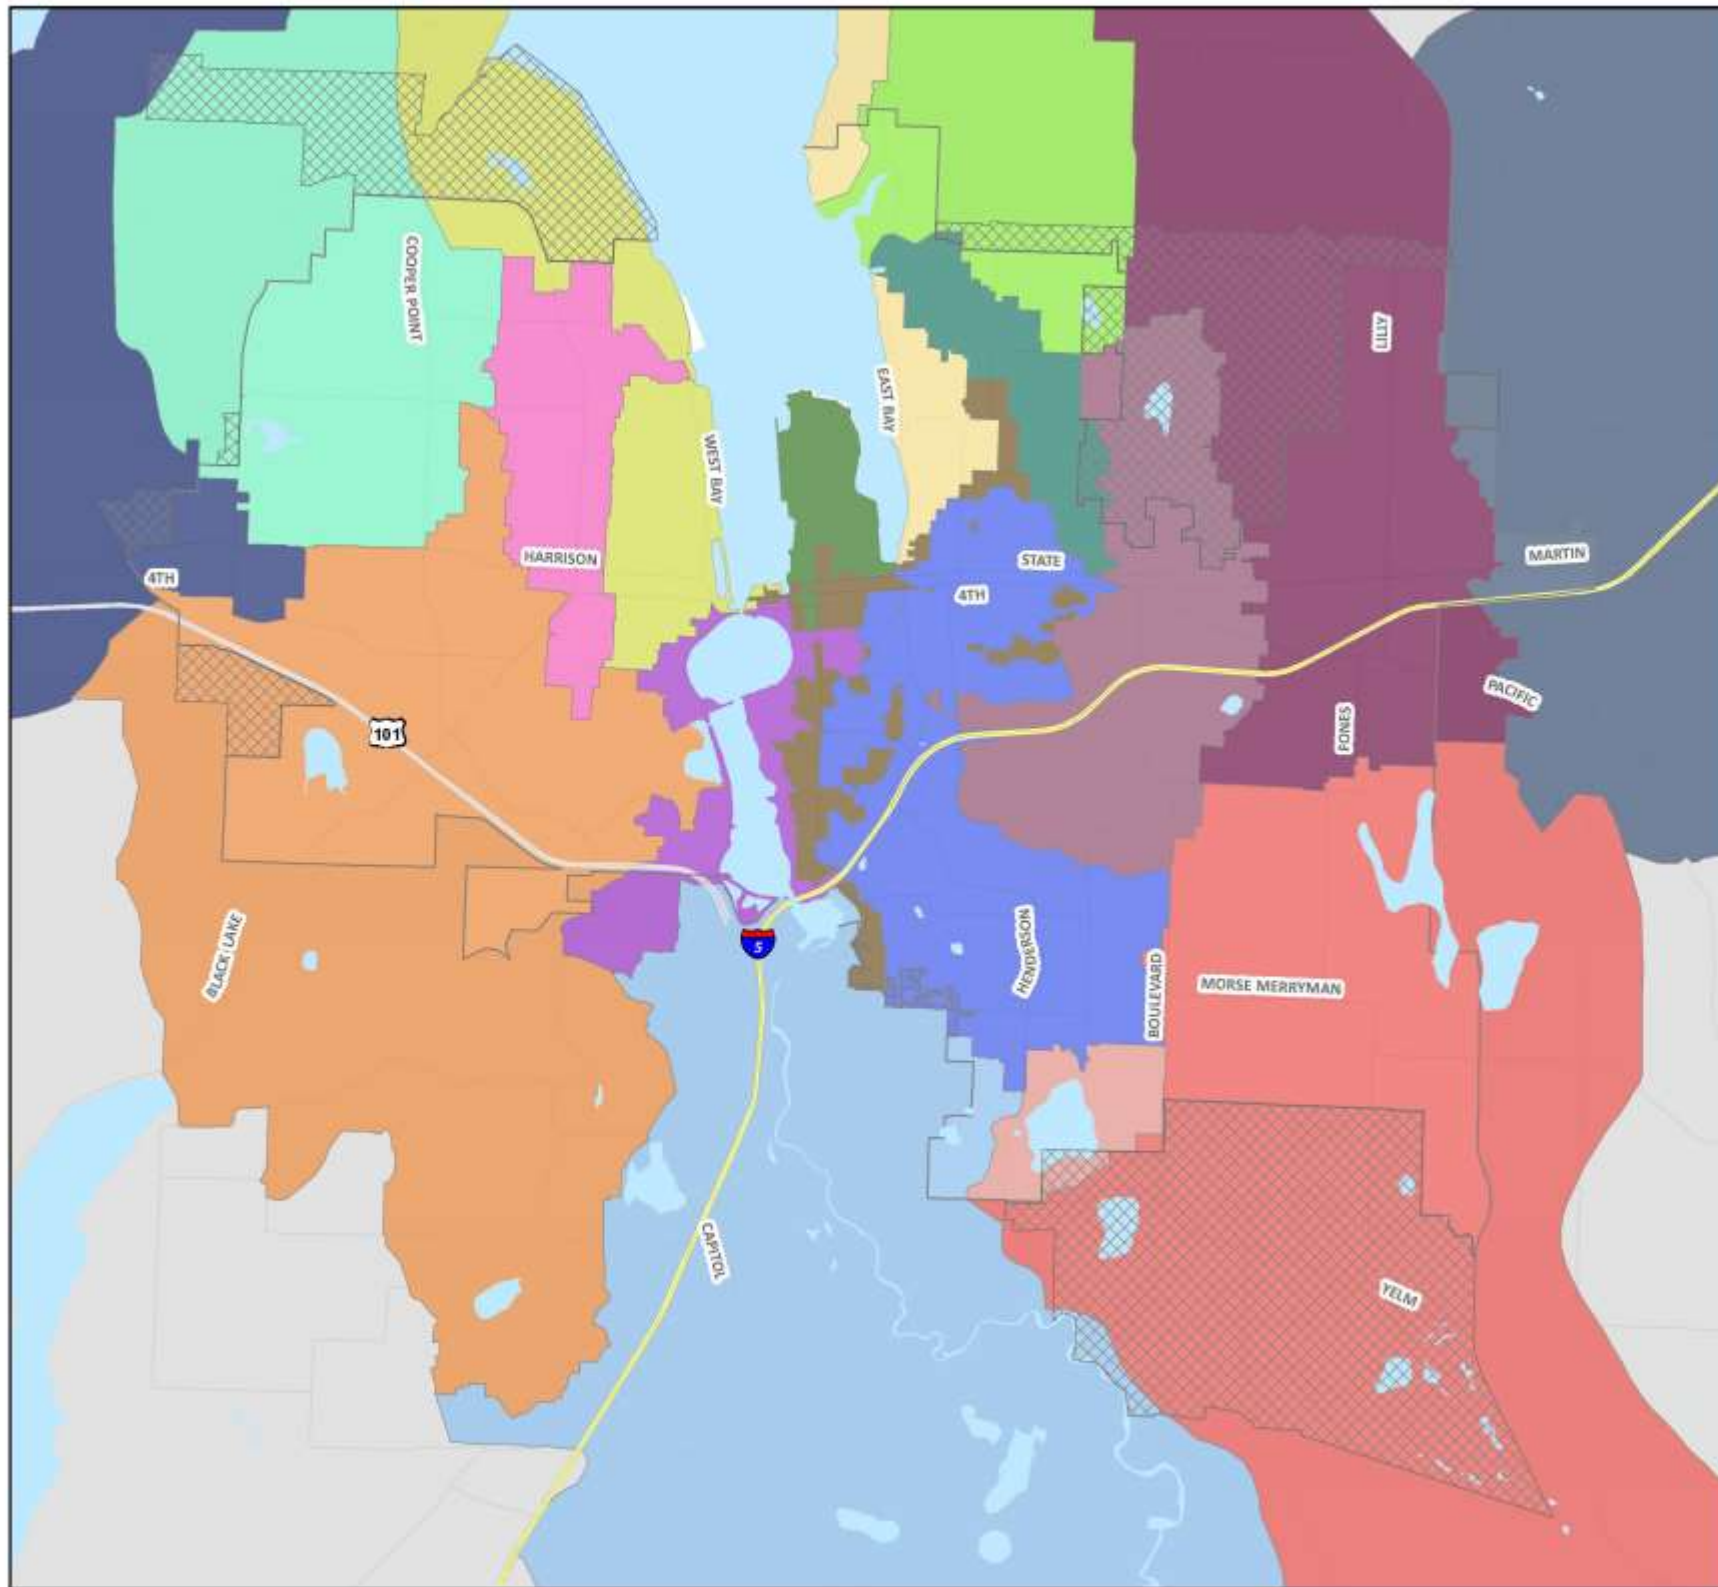 COOPER POINT
LILLY
EAST BAY
WEST BAY
HARRISON
STATE
MARTIN
4TH
4TH
PACIFIC
FONES
101
BLACK LAKE
5
HENDERSON
BOULEVARD
MORSE MERRYMAN
CAPITOL
YELM